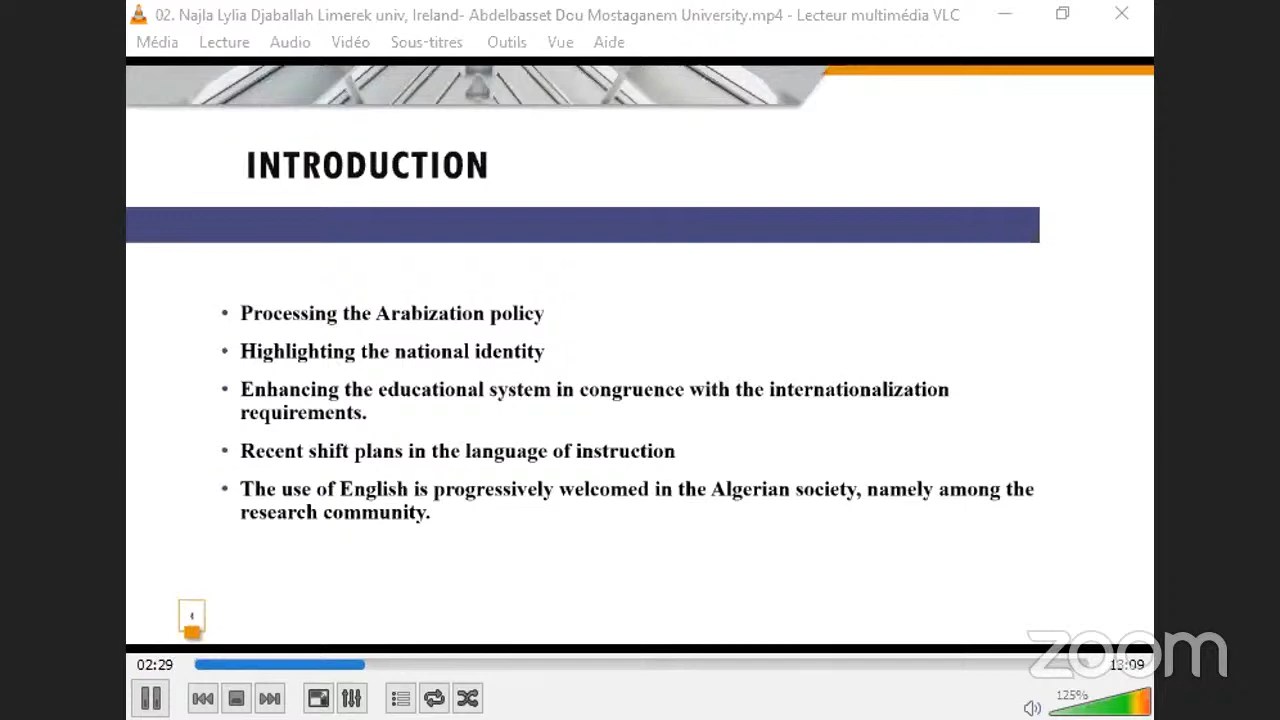 02. Najla Lylia Djaballah Limerek univ, Ireland- Abdelbasset Dou Mostaganem University.mp4 - Lecteur multimédia VLC
Média Lecture Audio Vidéo Sous-titres Outils Vue Aide
INTRODUCTION
• Processing the Arabization policy
• Highlighting the national identity
• Enhancing the educational system in congruence with the internationalization
requirements.
• Recent shift plans in the language of instruction
• The use of English is progressively welcomed in the Algerian society, namely among the
research community.
02:29
13:09
zoom
125%